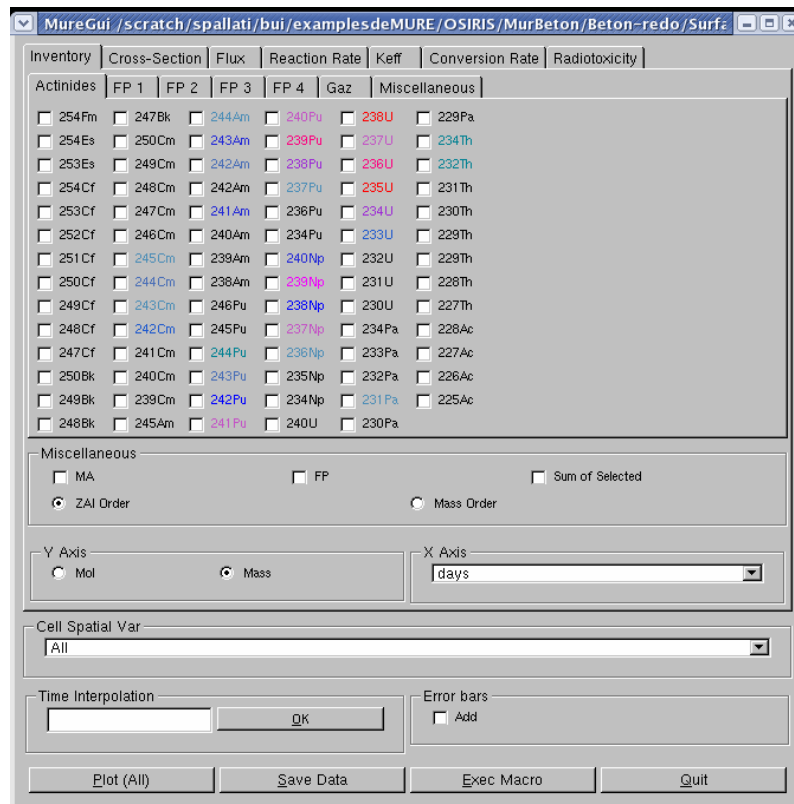 MureGui /scratch/spallati/bui/examplesdeMURE/OSIRIS/MurBeton/Beton-redo/Surfa
Inventory Cross-Section Flux Reaction Rate Keff Conversion Rate Radiotoxicity
Actinides FP 1 FP 2 FP 3 FP 4 Gaz Miscellaneous
254Fm 247Bk 244Am 240Pu 238U 229Pa
254Es 250Cm 243Am 239Pu 237U 234Th
253Es 249Cm 242Am 238Pu 236U 232Th
254Cf 248Cm 242Am 237Pu 235U 231Th
253Cf 247Cm 241Am 236Pu 234U 230Th
252Cf 246Cm 240Am 234Pu 233U 229Th
251Cf 245Cm 239Am 240Np 232U 229Th
250Cf 244Cm 238Am 239Np 231U 228Th
249Cf 243Cm 246Pu 238Np 230U 227Th
248Cf 242Cm 245Pu 237Np 234Pa 228Ac
247Cf 241Cm 244Pu 236Np 233Pa 227Ac
250Bk 240Cm 243Pu 235Np 232Pa 226Ac
249Bk 239Cm 242Pu 234Np 231Pa 225Ac
248Bk 245Am 241Pu 240U 230Pa
Miscellaneous
MA FP Sum of Selected
ZAI Order Mass Order
Y Axis X Axis
Mol Mass days
Cell Spatial Var
All
Time Interpolation Error bars
OK Add
Plot (All) Save Data Exec Macro Quit